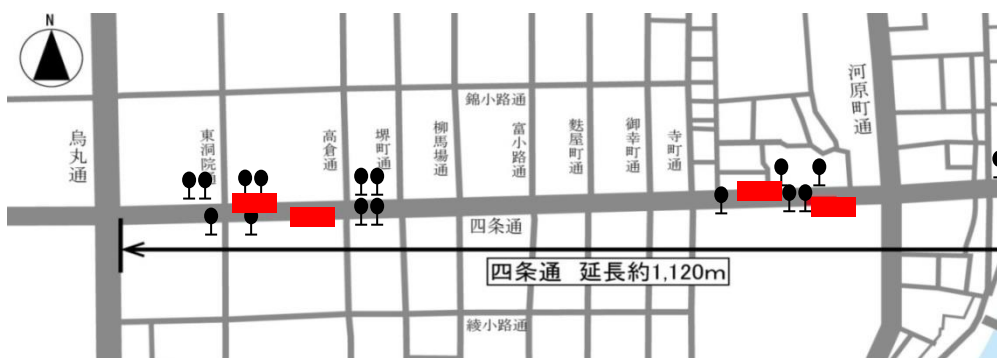 N
錦小路通
烏丸通
東洞院通
高倉通
堺町通
柳馬場通
富小路通
麩屋町通
御幸町通
寺町通
河原町通
四条通
四条通 延長約1,120m
綾小路通